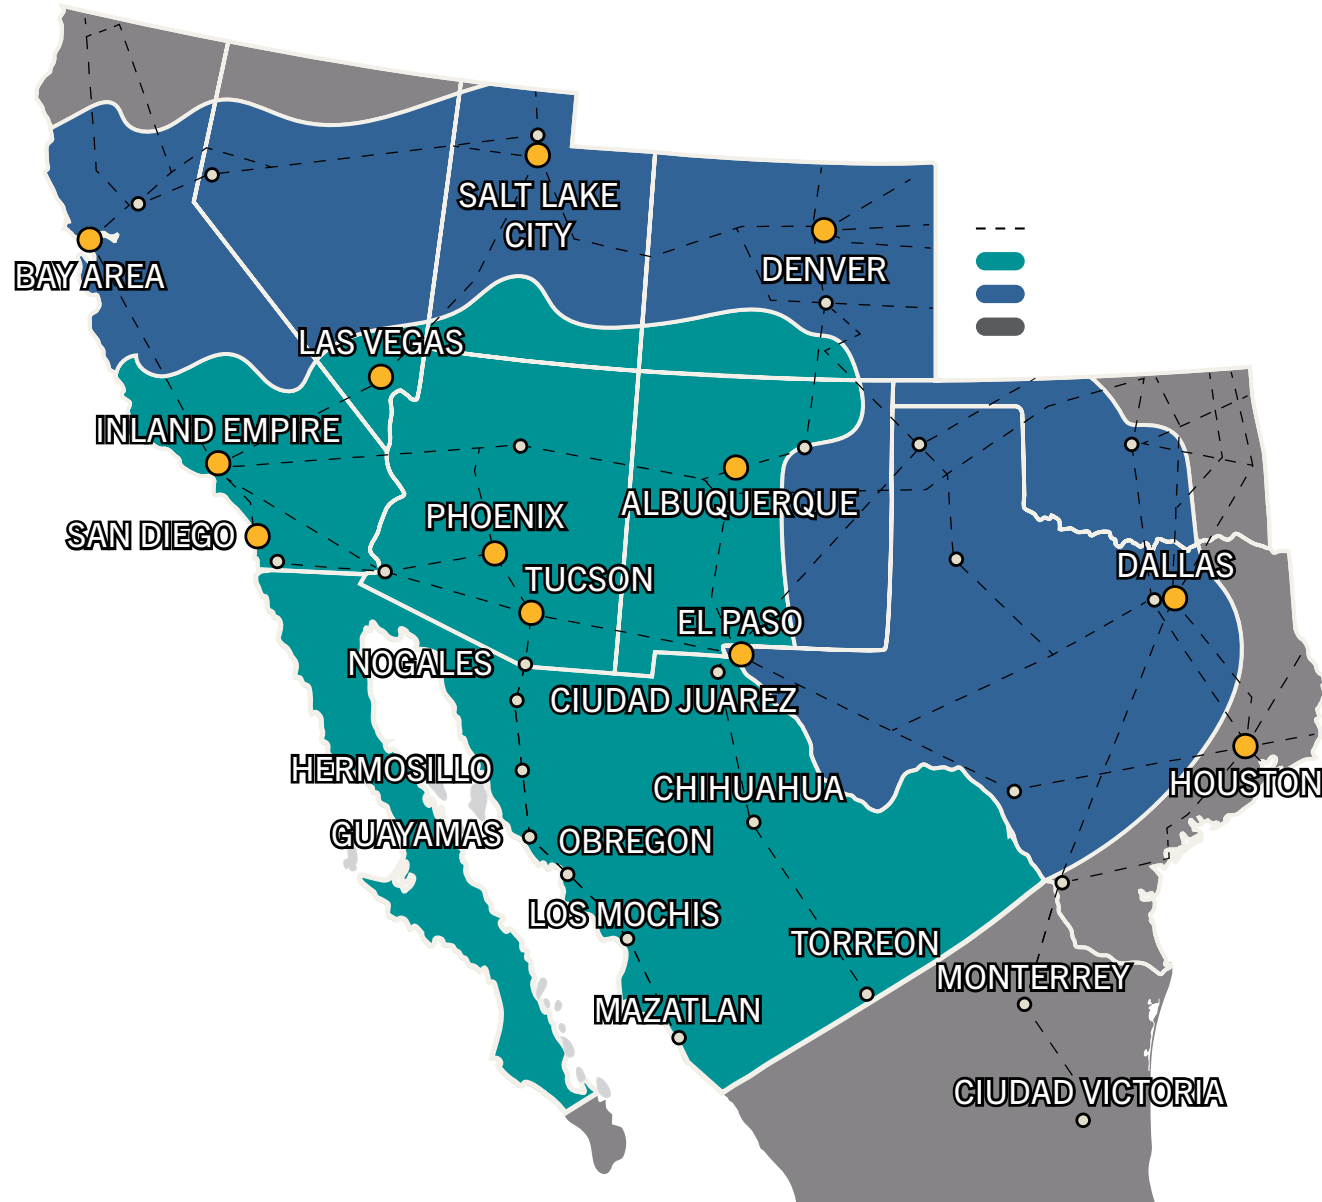 SALT LAKE
CITY
BAY AREA
DENVER
LAS VEGAS
INLAND EMPIRE
ALBUQUERQUE
PHOENIX
SAN DIEGO
DALLAS
TUCSON
EL PASO
NOGALES
CIUDAD JUAREZ
HERMOSILLO
CHIHUAHUA
HOUSTON
GUAYAMAS
OBREGON
LOS MOCHIS
TORREON
MONTERREY
MAZATLAN
CIUDAD VICTORIA